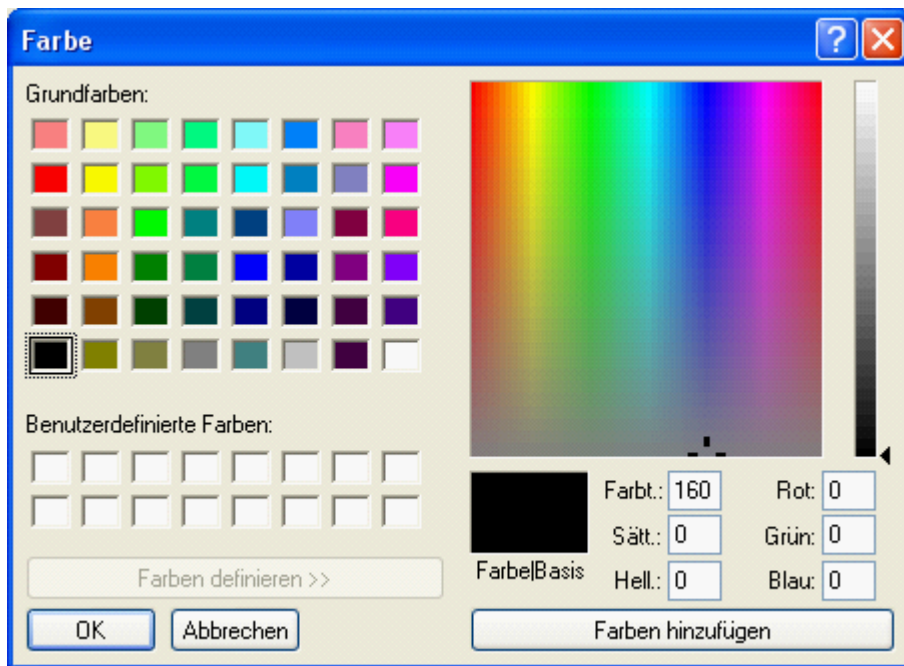 Farbe
Grundfarben:
Benutzerdefinierte Farben:
Farben definieren >>
OK
Abbrechen
Farbe|Basis
Farbt.: 160
Sätt.: 0
Hell.: 0
Rot: 0
Grün: 0
Blau: 0
Farben hinzufügen